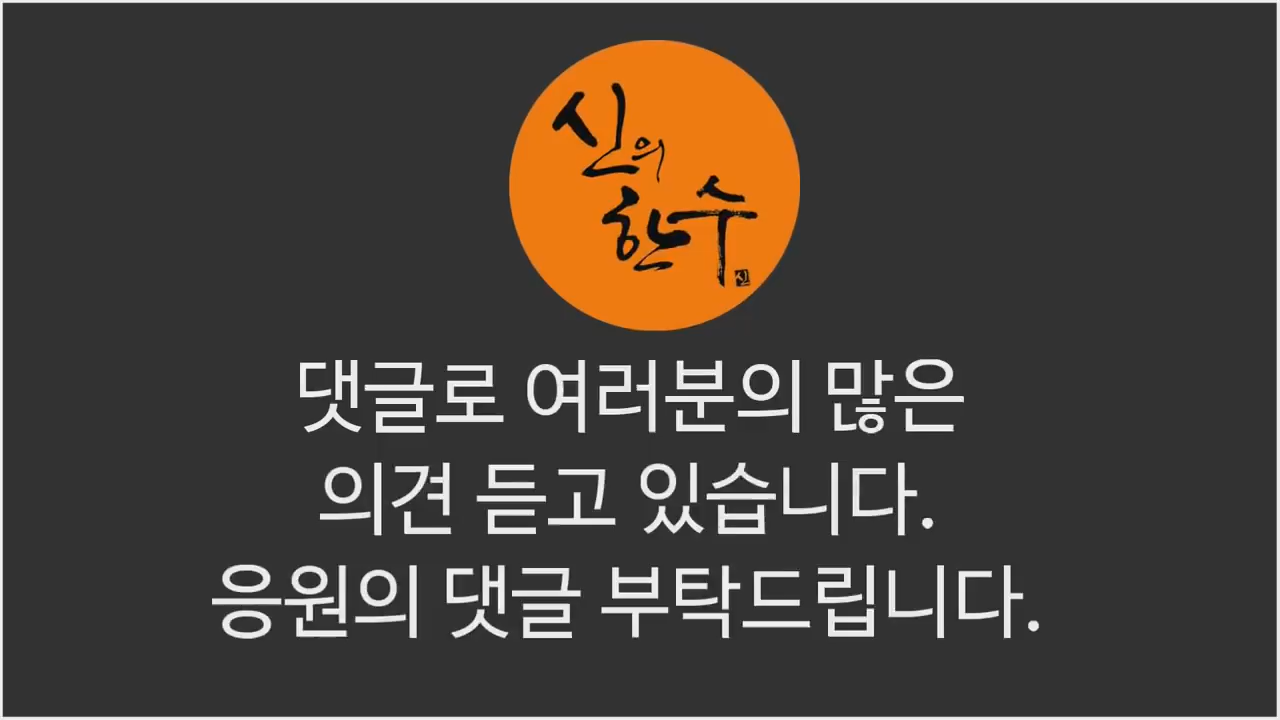 신의
한수
댓글로 여러분의 많은
의견 듣고 있습니다.
응원의 댓글 부탁드립니다.